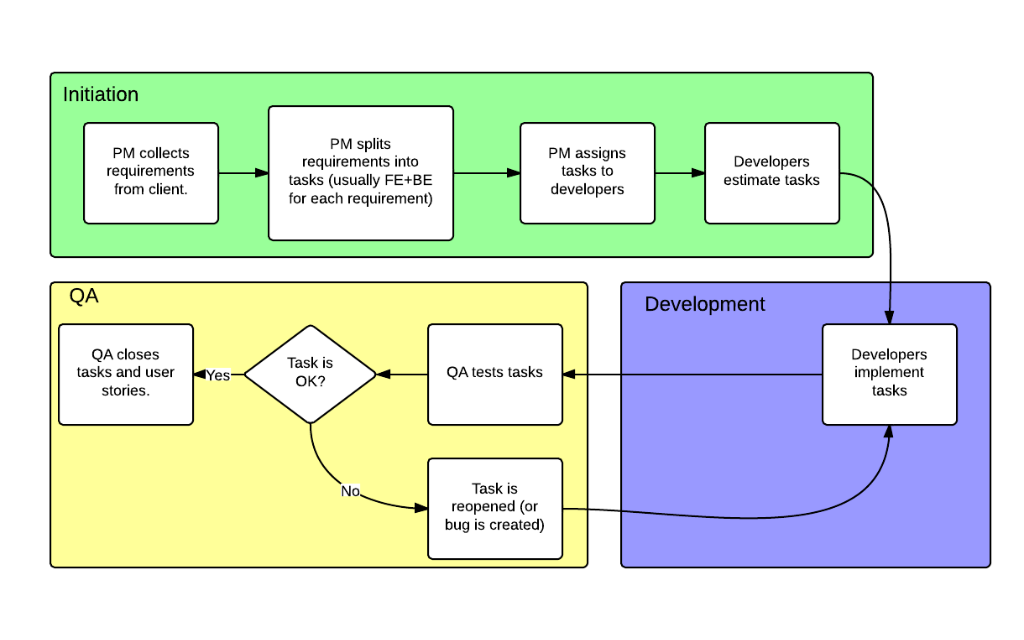 Initiation
PM collects
requirements
from client.
PM splits
requirements into
tasks (usually FE+BE
for each requirement)
PM assigns
tasks to
developers
Developers
estimate tasks
QA
QA closes
tasks and user
stories.
Yes
Task is
OK?
QA tests tasks
No
Task is
reopened (or
bug is created)
Development
Developers
implement
tasks